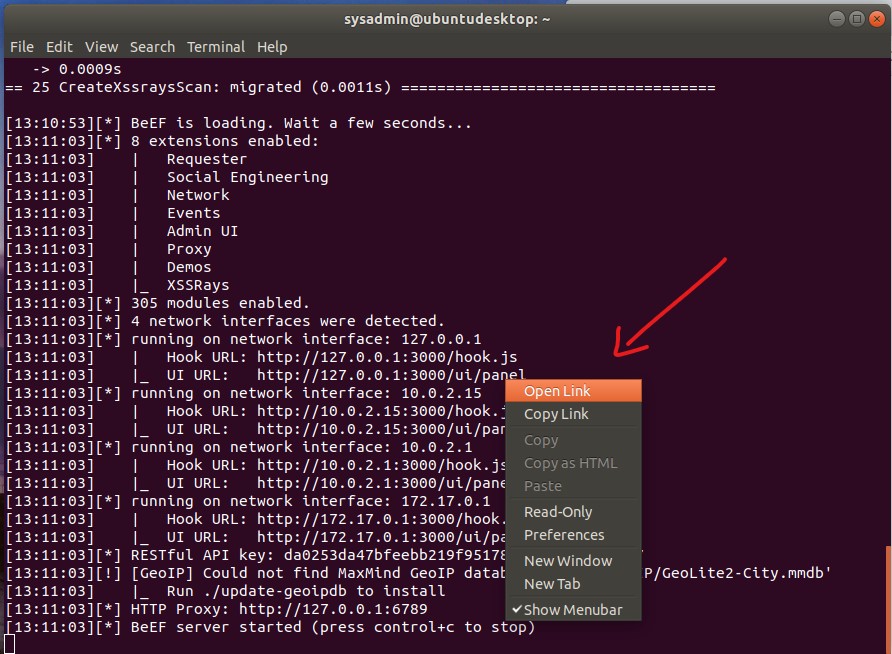 sysadmin@ubuntudesktop: ~
File Edit View Search Terminal Help
-> 0.0009s
== 25 CreateXssraysScan: migrated (0.0011s) ===================================
[13:10:53][*] BeEF is loading. Wait a few seconds...
[13:11:03][*] 8 extensions enabled:
[13:11:03]    |   Requester
[13:11:03]    |   Social Engineering
[13:11:03]    |   Network
[13:11:03]    |   Events
[13:11:03]    |   Admin UI
[13:11:03]    |   Proxy
[13:11:03]    |   Demos
[13:11:03]    |_  XSSRays
[13:11:03][*] 305 modules enabled.
[13:11:03][*] 4 network interfaces were detected.
[13:11:03][*] running on network interface: 127.0.0.1
[13:11:03]    |   Hook URL: http://127.0.0.1:3000/hook.js
[13:11:03]    |_  UI URL:   http://127.0.0.1:3000/ui/panel
[13:11:03][*] running on network interface: 10.0.2.15
[13:11:03]    |   Hook URL: http://10.0.2.15:3000/hook.j
[13:11:03]    |_  UI URL:   http://10.0.2.15:3000/ui/pan
[13:11:03][*] running on network interface: 10.0.2.1
[13:11:03]    |   Hook URL: http://10.0.2.1:3000/hook.js
[13:11:03]    |_  UI URL:   http://10.0.2.1:3000/ui/pane
[13:11:03][*] running on network interface: 172.17.0.1
[13:11:03]    |   Hook URL: http://172.17.0.1:3000/hook.
[13:11:03]    |_  UI URL:   http://172.17.0.1:3000/ui/pa
[13:11:03][*] RESTful API key: da0253da47bfeebb219f95178
[13:11:03][!] [GeoIP] Could not find MaxMind GeoIP datab P/GeoLite2-City.mmdb'
[13:11:03]    |_  Run ./update-geoipdb to install
[13:11:03][*] HTTP Proxy: http://127.0.0.1:6789
[13:11:03][*] BeEF server started (press control+c to stop)
Open Link
Copy Link
Copy
Copy as HTML
Paste
Read-Only
Preferences
New Window
New Tab
Show Menubar